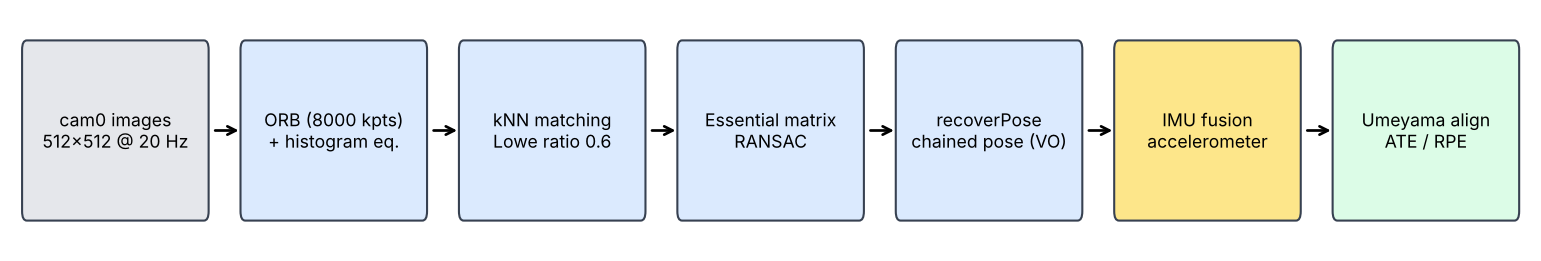 cam0 images
512×512 @ 20 Hz
ORB (8000 kpts)
+ histogram eq.
kNN matching
Lowe ratio 0.6
Essential matrix
RANSAC
recoverPose
chained pose (VO)
IMU fusion
accelerometer
Umeyama align
ATE / RPE